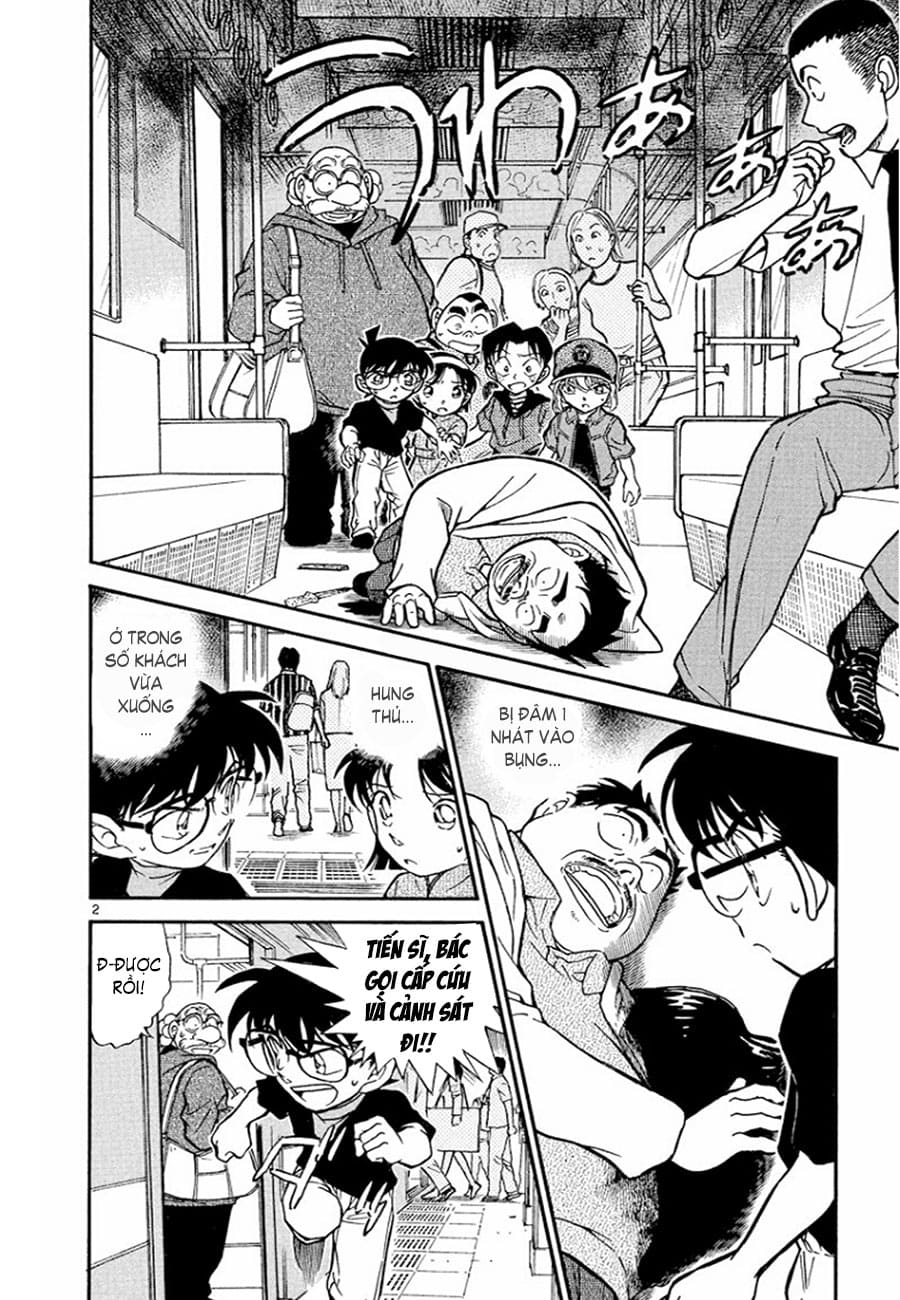 うわ
あ
あ
あ
BỊ ĐÂM 1
NHÁT VÀO
BỤNG...
HUNG
THỦ...
Ở TRONG
SỐ KHÁCH
VỪA
XUỐNG
...
TIẾN SĨ, BÁC
GỌI CẤP CỨU
VÀ CẢNH SÁT
ĐI!!
Đ-ĐƯỢC
RỒI!
2